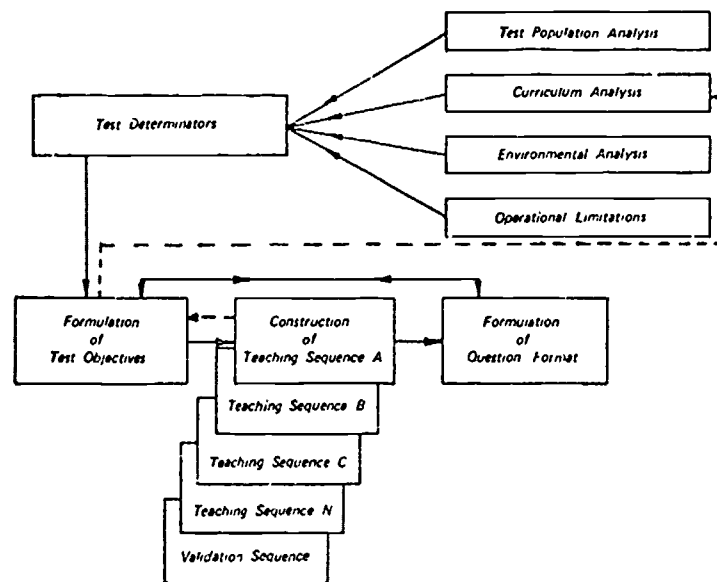 Test Population Analysis
Curriculum Analysis
Test Determinators
Environmental Analysis
Operational Limitations
Formulation
of
Test Objectives
Construction
of
Teaching Sequence A
Formulation
of
Question Format
Teaching Sequence B
Teaching Sequence C
Teaching Sequence N
Validation Sequence